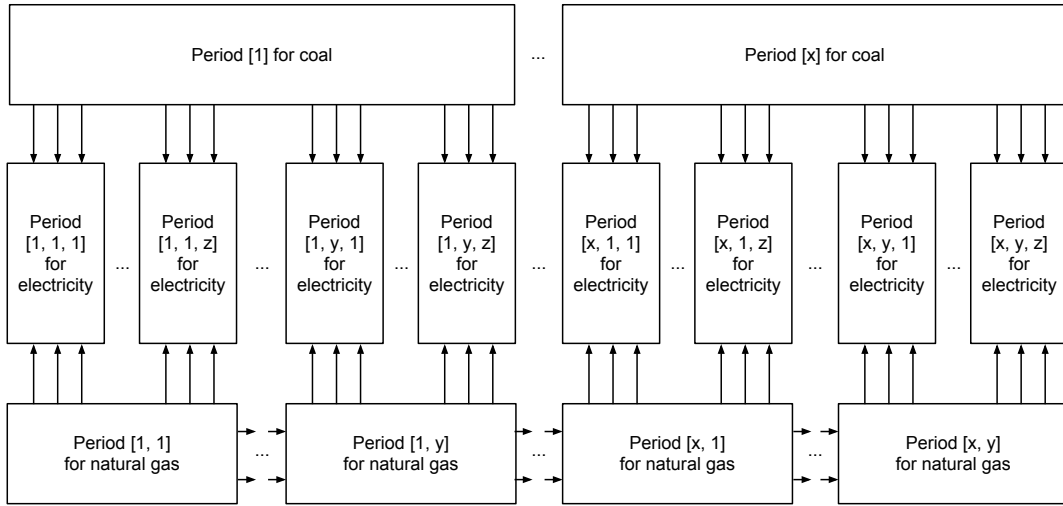 Period [1] for coal
...
Period [x] for coal
Period
[1, 1, 1]
for
electricity
...
Period
[1, 1, z]
for
electricity
...
Period
[1, y, 1]
for
electricity
...
Period
[1, y, z]
for
electricity
...
Period
[x, 1, 1]
for
electricity
...
Period
[x, 1, z]
for
electricity
...
Period
[x, y, 1]
for
electricity
...
Period
[x, y, z]
for
electricity
Period [1, 1]
for natural gas
...
Period [1, y]
for natural gas
...
Period [x, 1]
for natural gas
...
Period [x, y]
for natural gas